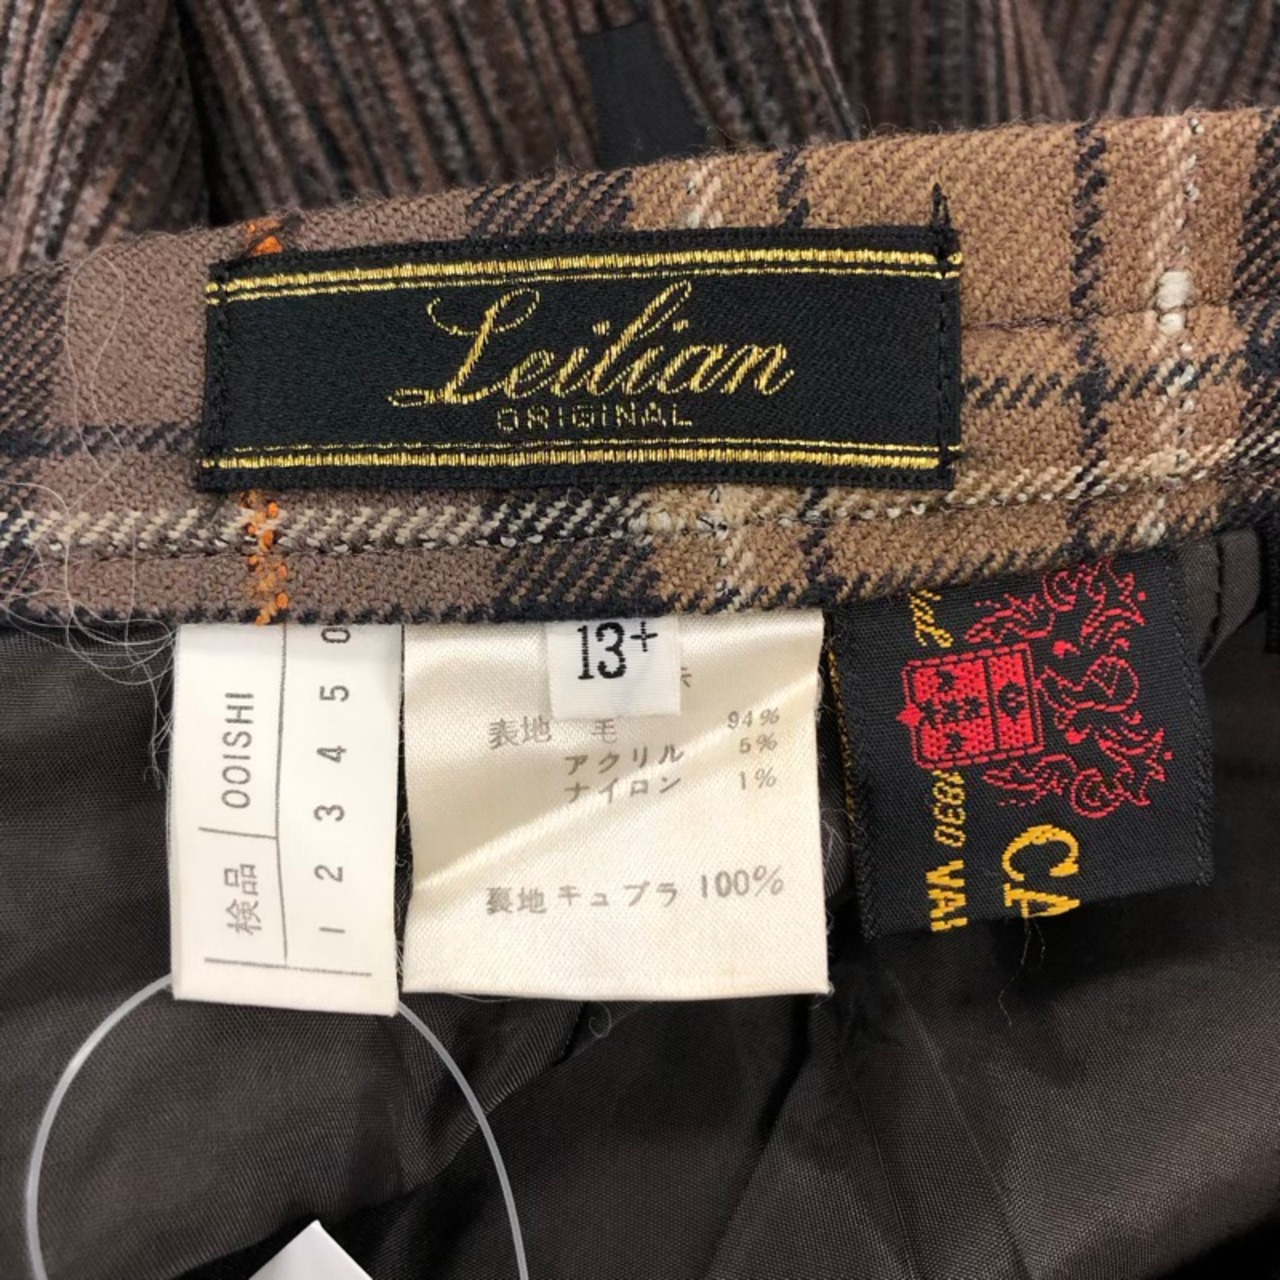 Leilian
ORIGINAL
13+
表地 毛 94%
アクリル 5%
ナイロン 1%
裏地 キュプラ 100%
検品 OOISHI
1 2 3 4 5 0
CA
1830